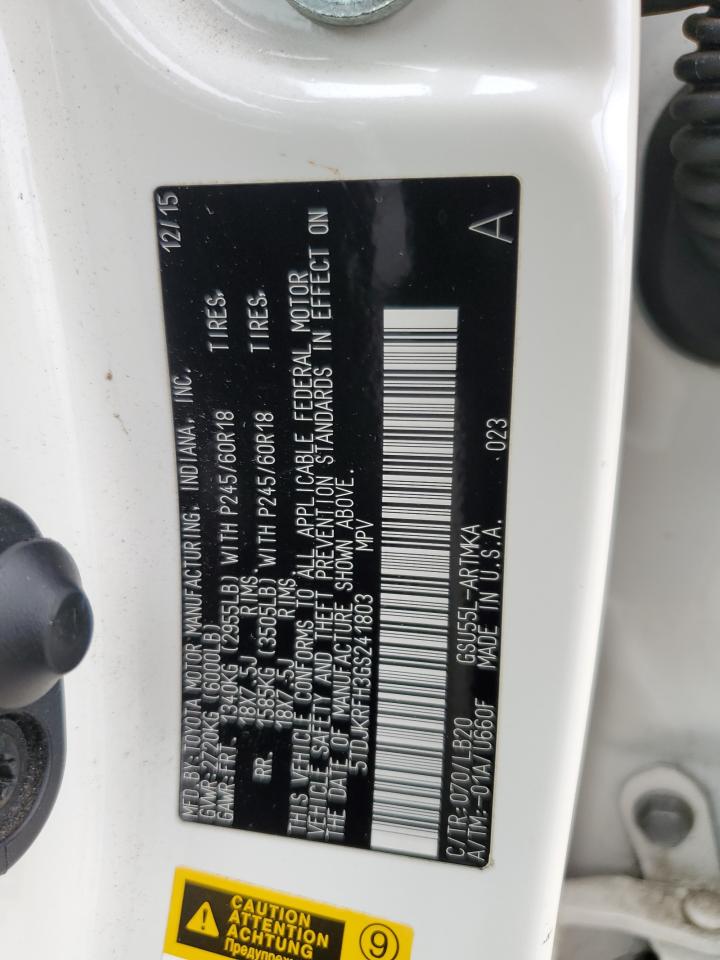 MFD.BY:TOYOTA MOTOR MANUFACTURING, INDIANA, INC. 12/15
GVWR:2720KG (6000LB)
GAWR:FRT- 1340KG (2955LB) WITH P245/60R18 TIRES,
18X7.5J RIMS
RR. 1585KG (3505LB) WITH P245/60R18 TIRES,
18X7.5J RIMS
THIS VEHICLE CONFORMS TO ALL APPLICABLE FEDERAL MOTOR
VEHICLE SAFETY AND THEFT PREVENTION STANDARDS IN EFFECT ON
THE DATE OF MANUFACTURE SHOWN ABOVE.
5TDJKRFH3GS241803 MPV
C/TR: 070/LB20 GSU55L-ARTMKA 023 A
A/TM:-01A/U660F MADE IN U.S.A.
CAUTION
ATTENTION
ACHTUNG
9